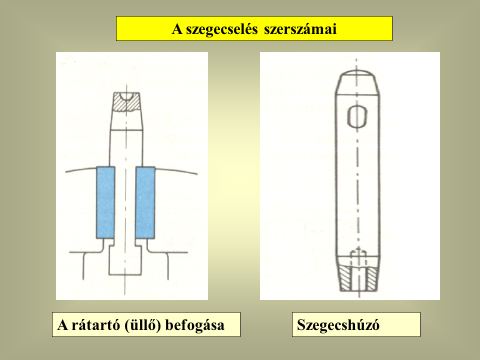 A szegecselés szerszámai
A rátartó (üllő) befogása
Szegecshúzó